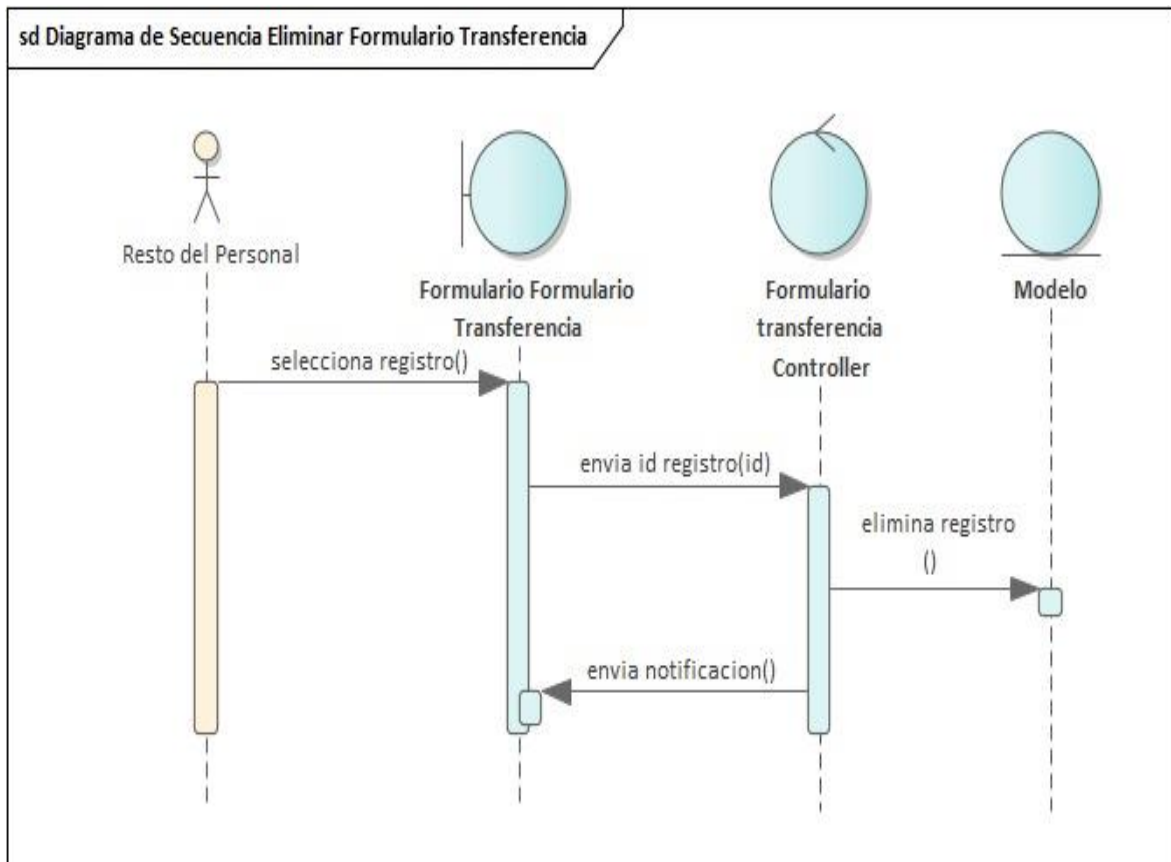 sd Diagrama de Secuencia Eliminar Formulario Transferencia
Resto del Personal
Formulario Formulario
Transferencia
Formulario
transferencia
Controller
Modelo
selecciona registro()
envia id registro(id)
elimina registro
()
envia notificacion()